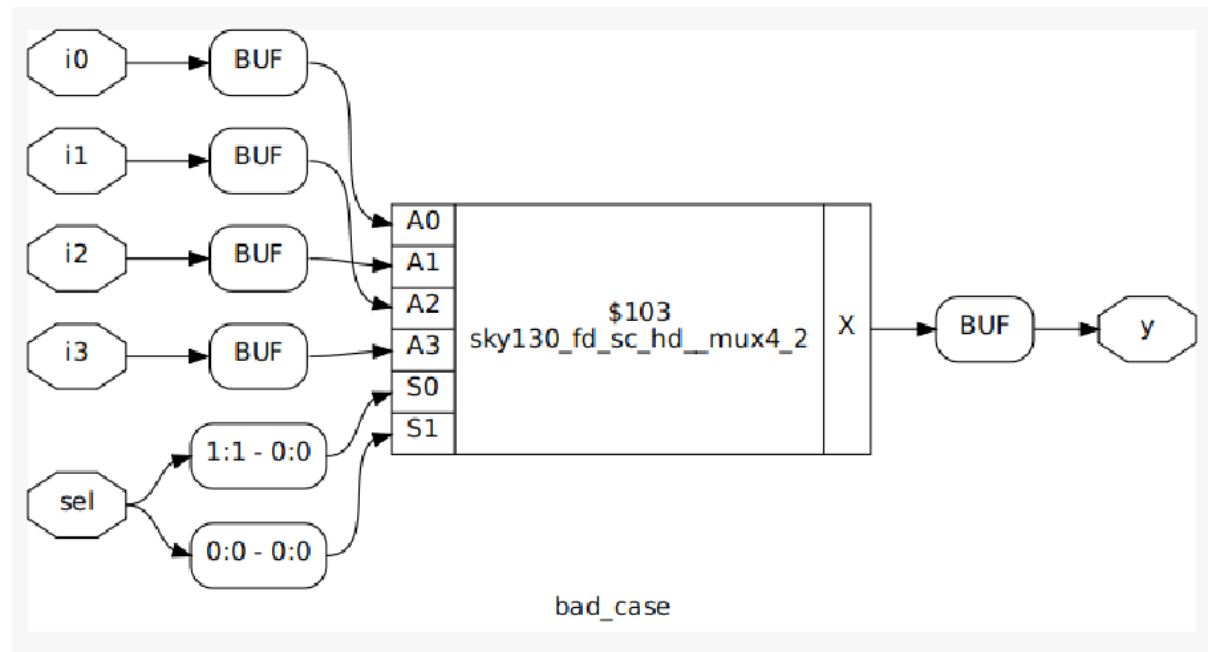 i0 BUF
i1 BUF
i2 BUF
i3 BUF
A0
A1
A2
A3
S0
S1
$103
sky130_fd_sc_hd__mux4_2
X
BUF
y
sel
1:1 - 0:0
0:0 - 0:0
bad_case